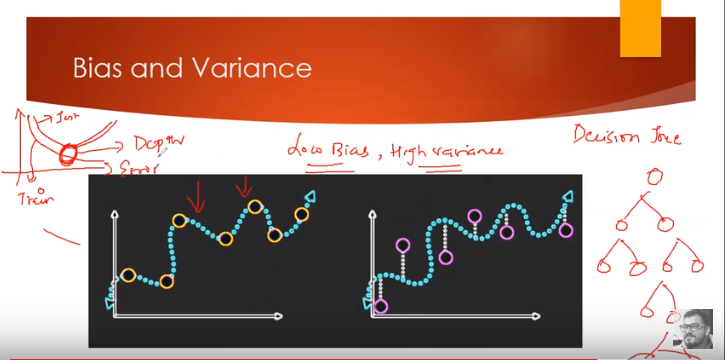 Bias and Variance
Test
Depth
Error
Train
Low Bias, High Variance
Decision Tree